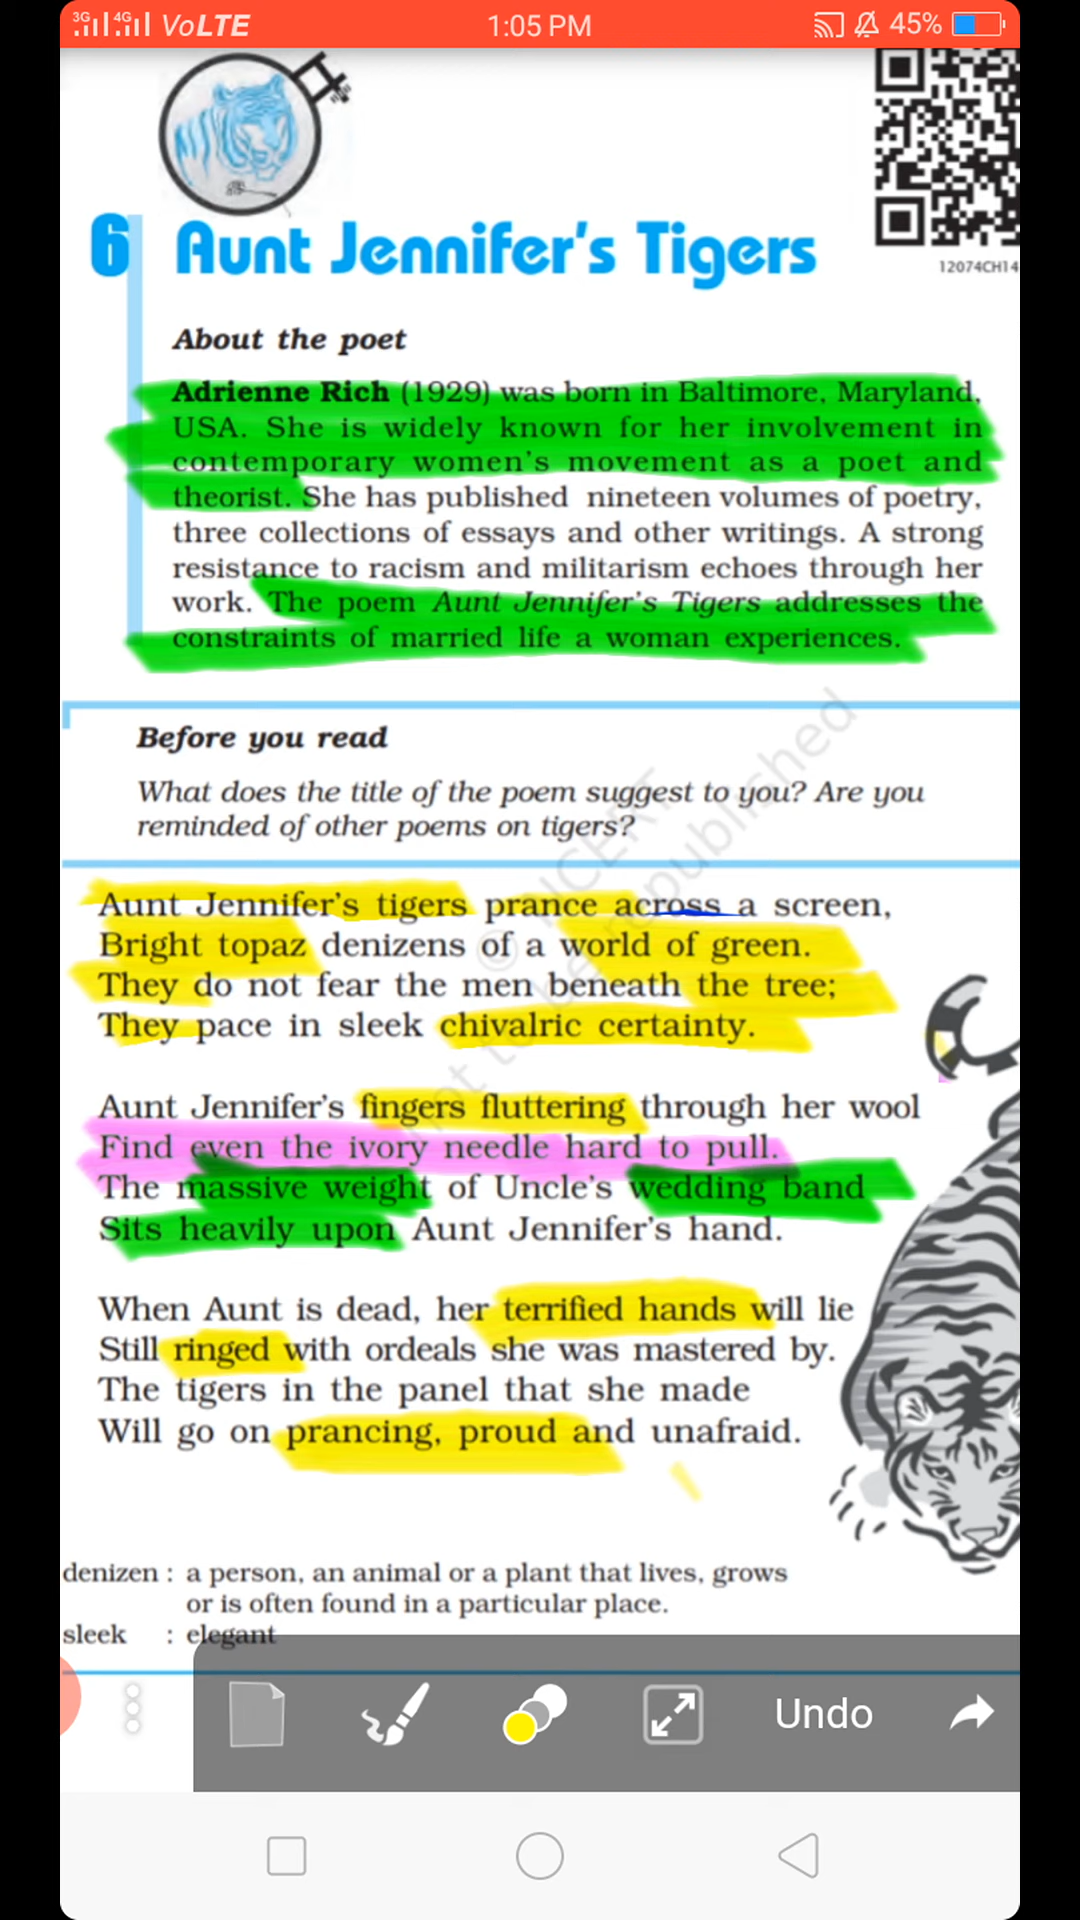 3G 4G VoLTE 1:05 PM 45%
12074CH14
6 Aunt Jennifer's Tigers
About the poet
Adrienne Rich (1929) was born in Baltimore, Maryland,
USA. She is widely known for her involvement in
contemporary women's movement as a poet and
theorist. She has published nineteen volumes of poetry,
three collections of essays and other writings. A strong
resistance to racism and militarism echoes through her
work. The poem Aunt Jennifer's Tigers addresses the
constraints of married life a woman experiences.
Before you read
What does the title of the poem suggest to you? Are you
reminded of other poems on tigers?
© NCERT
not to be republished
Aunt Jennifer's tigers prance across a screen,
Bright topaz denizens of a world of green.
They do not fear the men beneath the tree;
They pace in sleek chivalric certainty.
Aunt Jennifer's fingers fluttering through her wool
Find even the ivory needle hard to pull.
The massive weight of Uncle's wedding band
Sits heavily upon Aunt Jennifer's hand.
When Aunt is dead, her terrified hands will lie
Still ringed with ordeals she was mastered by.
The tigers in the panel that she made
Will go on prancing, proud and unafraid.
denizen : a person, an animal or a plant that lives, grows
or is often found in a particular place.
sleek : elegant
Undo